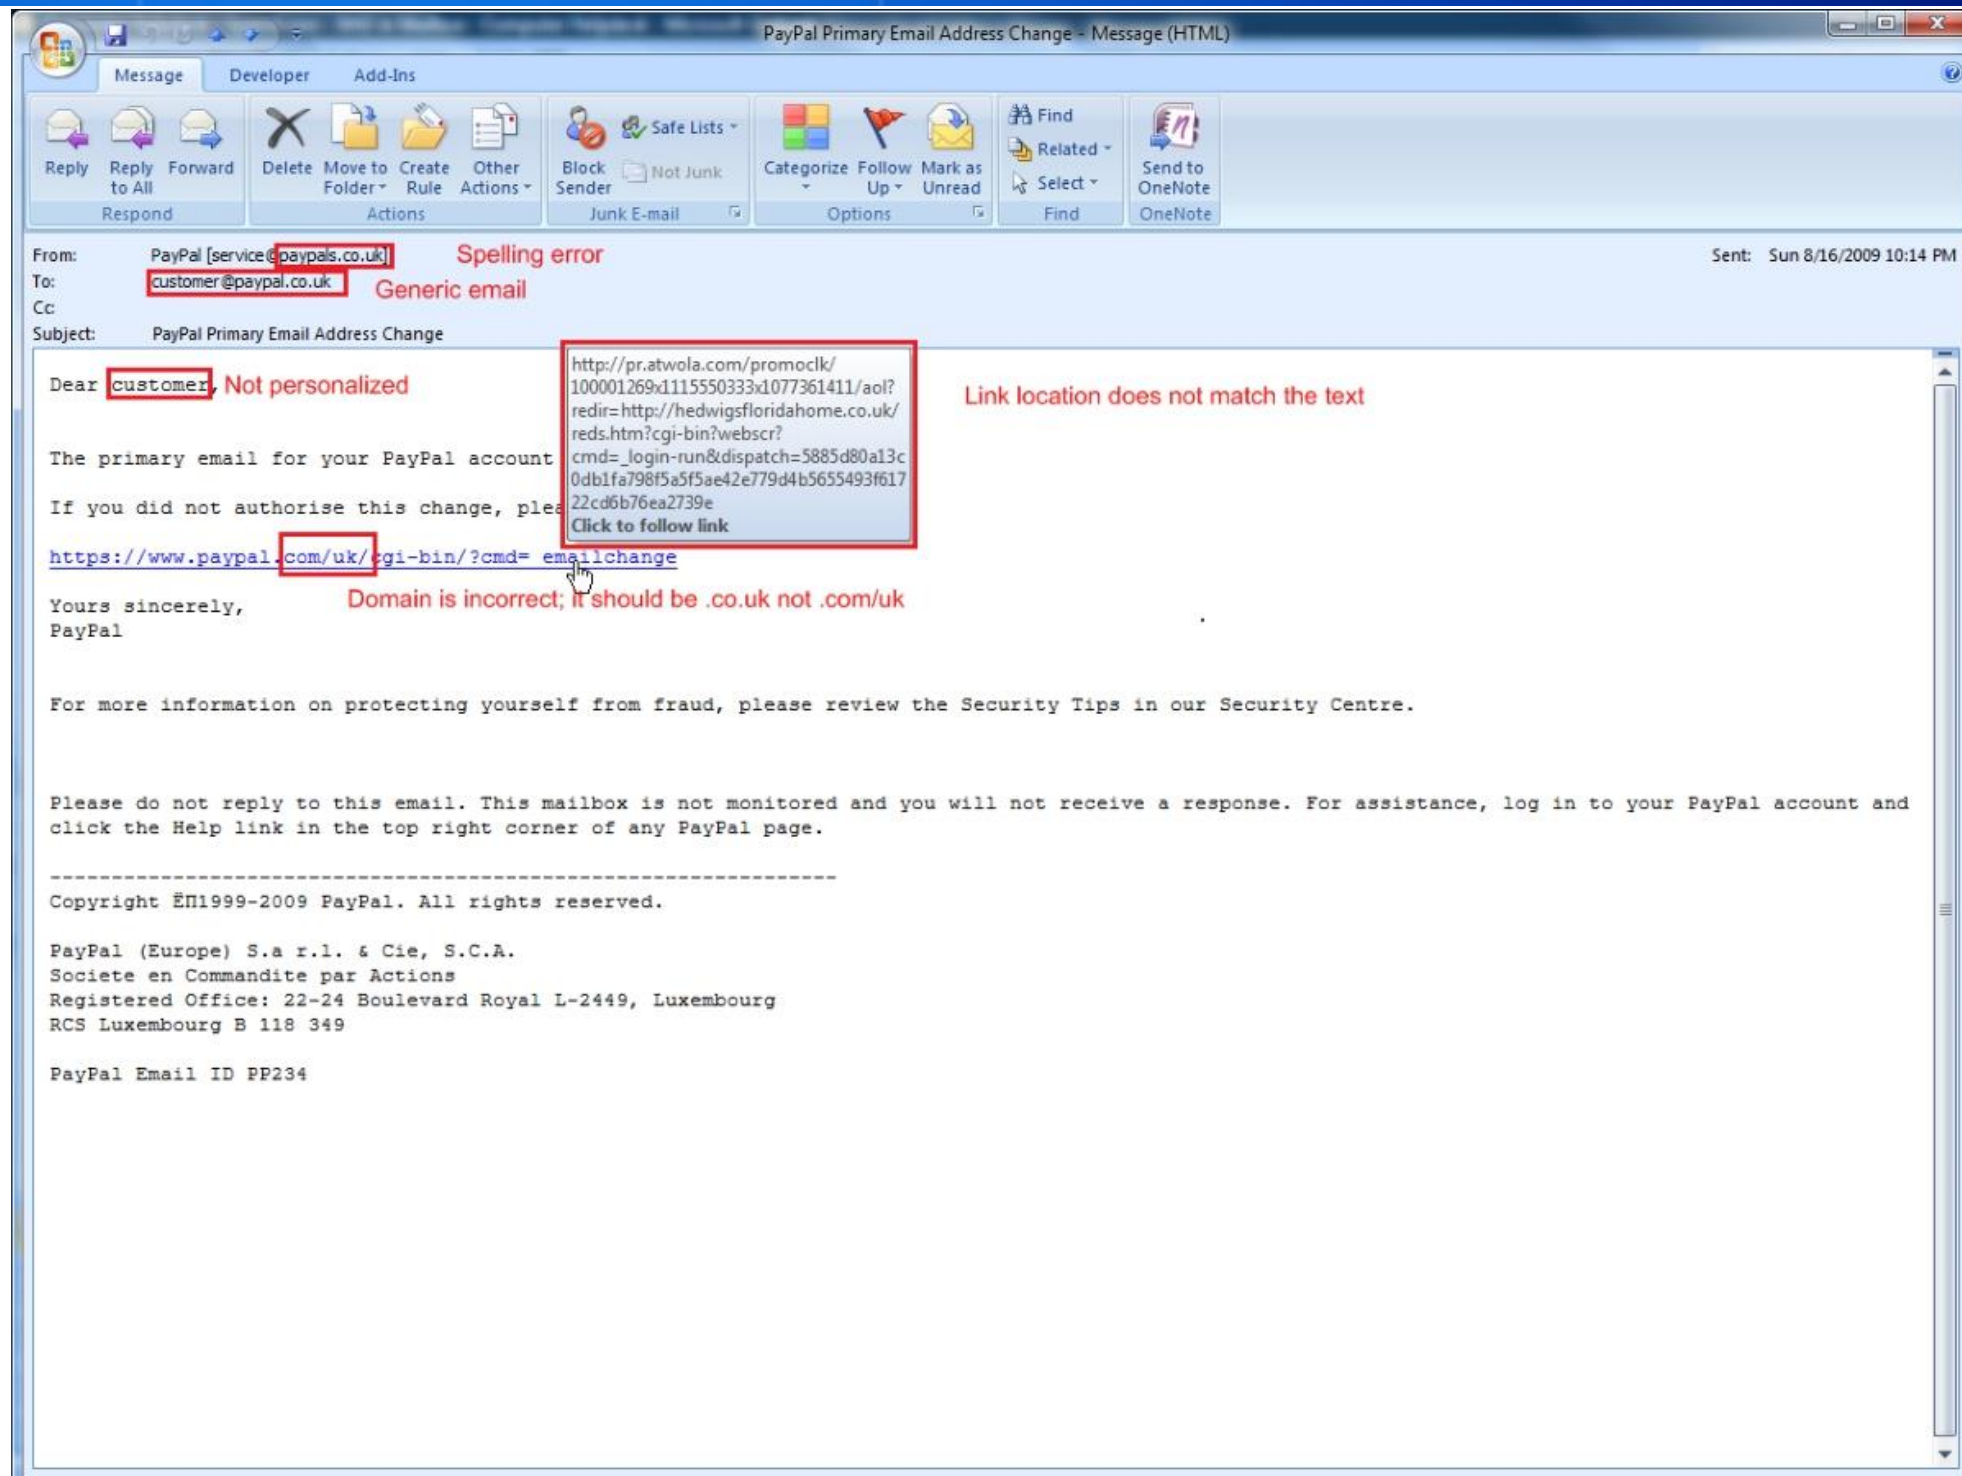 PayPal Primary Email Address Change - Message (HTML)
Message Developer Add-Ins
Reply
Reply to All
Forward
Delete
Move to Folder
Create Rule
Other Actions
Block Sender
Safe Lists
Not Junk
Categorize
Follow Up
Mark as Unread
Find
Related
Select
Send to OneNote
Respond Actions Junk E-mail Options Find OneNote
From: PayPal [service@paypals.co.uk] Spelling error Sent: Sun 8/16/2009 10:14 PM
To: customer@paypal.co.uk Generic email
Cc:
Subject: PayPal Primary Email Address Change
Dear customer, Not personalized
http://pr.atwola.com/promoclk/
100001269x1115550333x1077361411/aol?
redir=http://hedwigsfloridahome.co.uk/
reds.htm?cgi-bin?webscr?
cmd=_login-run&dispatch=5885d80a13c
0db1fa798f5a5f5ae42e779d4b5655493f617
22cd6b76ea2739e
Click to follow link
Link location does not match the text
The primary email for your PayPal account
If you did not authorise this change,
https://www.paypal.com/uk/cgi-bin/?cmd= emailchange
Domain is incorrect; it should be .co.uk not .com/uk
Yours sincerely,
PayPal
For more information on protecting yourself from fraud, please review the Security Tips in our Security Centre.
Please do not reply to this email. This mailbox is not monitored and you will not receive a response. For assistance, log in to your PayPal account and
click the Help link in the top right corner of any PayPal page.
----------------------------------------------------------------
Copyright ЁП1999-2009 PayPal. All rights reserved.
PayPal (Europe) S.a r.l. & Cie, S.C.A.
Societe en Commandite par Actions
Registered Office: 22-24 Boulevard Royal L-2449, Luxembourg
RCS Luxembourg B 118 349
PayPal Email ID PP234